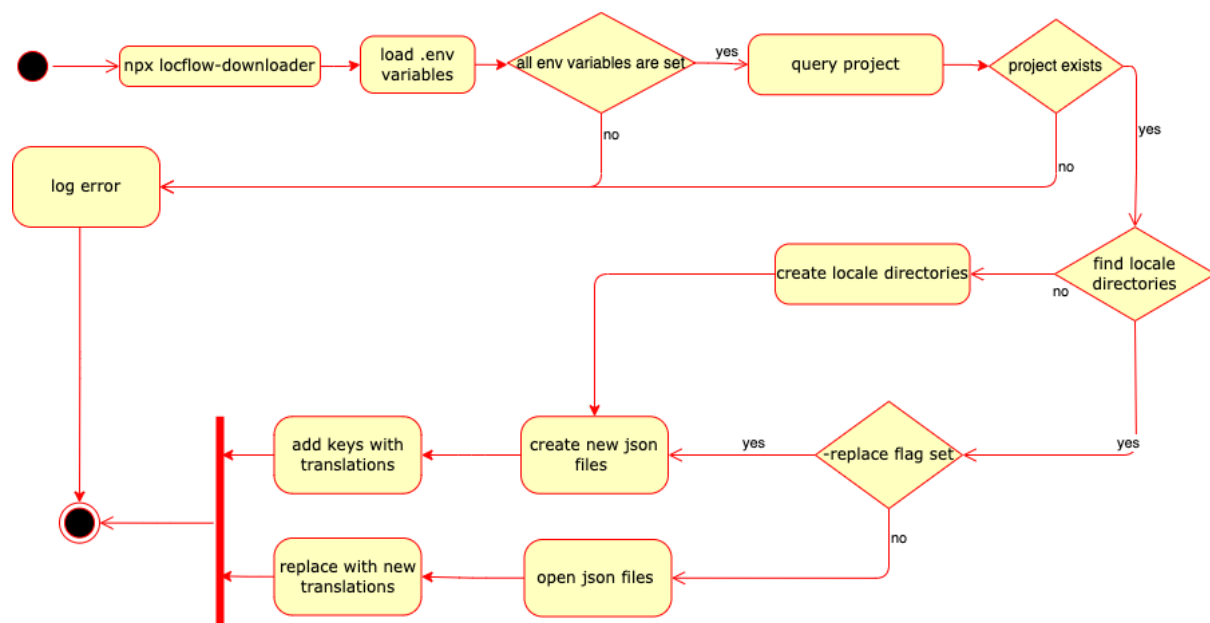 npx locflow-downloader
load .env
variables
all env variables are set
yes
query project
project exists
no
no
yes
log error
create locale directories
no
find locale
directories
add keys with
translations
create new json
files
yes
-replace flag set
yes
no
replace with new
translations
open json files